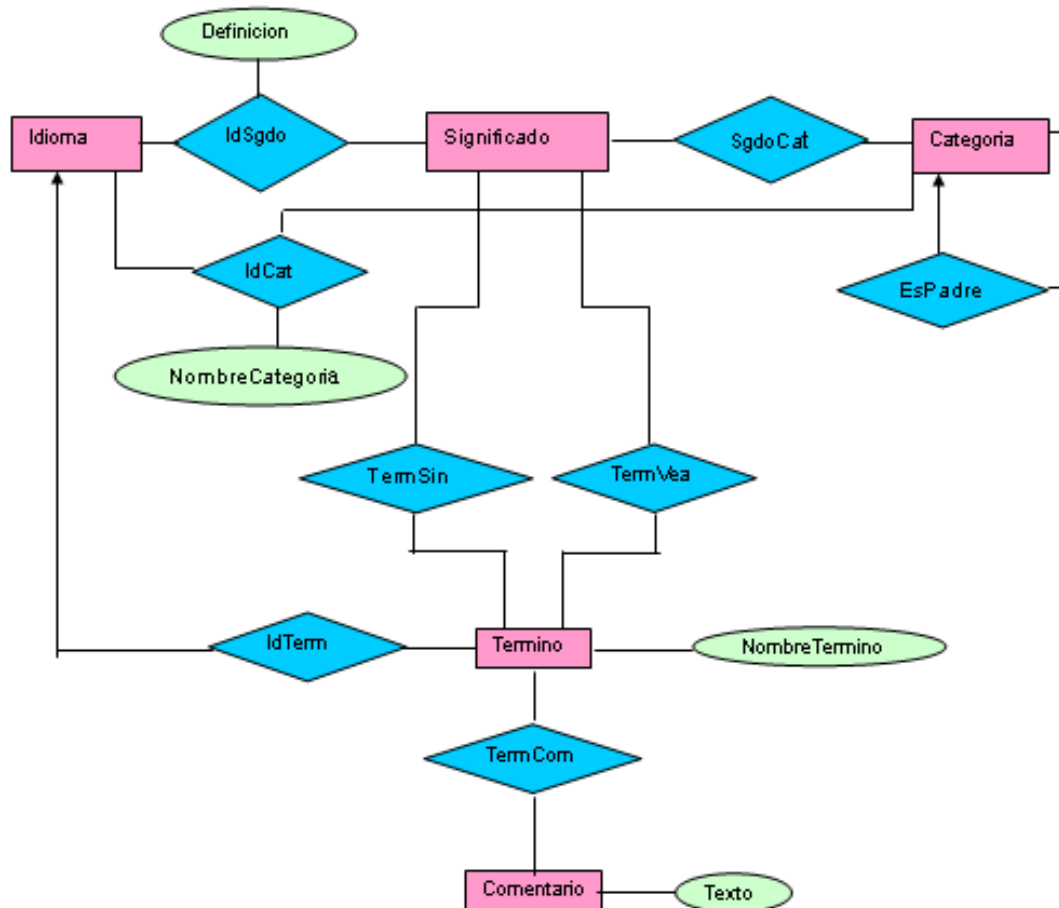 Definicion
Idioma
IdSgdo
Significado
SgdoCat
Categoria
IdCat
EsPadre
NombreCategoria
TermSin
TermVea
IdTerm
Termino
NombreTermino
TermCom
Comentario
Texto